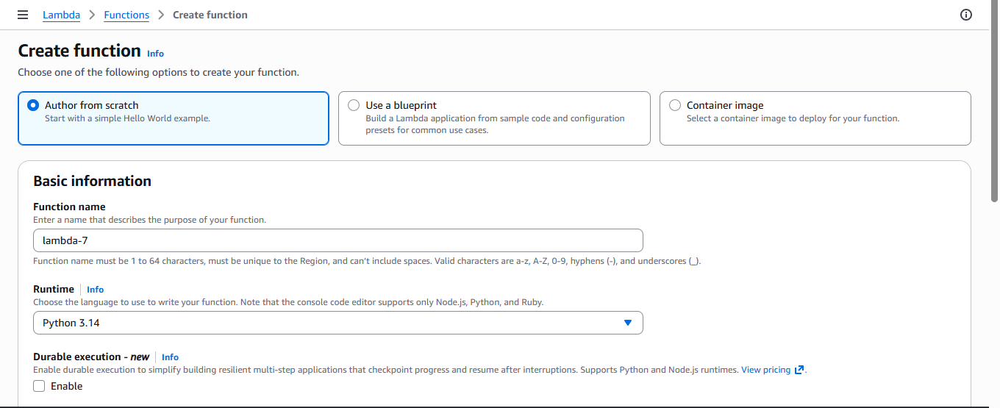 Lambda > Functions > Create function
Create function Info
Choose one of the following options to create your function.
Author from scratch
Start with a simple Hello World example.
Use a blueprint
Build a Lambda application from sample code and configuration
presets for common use cases.
Container image
Select a container image to deploy for your function.
Basic information
Function name
Enter a name that describes the purpose of your function.
lambda-7
Function name must be 1 to 64 characters, must be unique to the Region, and can't include spaces. Valid characters are a-z, A-Z, 0-9, hyphens (-), and underscores (_).
Runtime | Info
Choose the language to use to write your function. Note that the console code editor supports only Node.js, Python, and Ruby.
Python 3.14
Durable execution - new | Info
Enable durable execution to simplify building resilient multi-step applications that checkpoint progress and resume after interruptions. Supports Python and Node.js runtimes. View pricing.
Enable